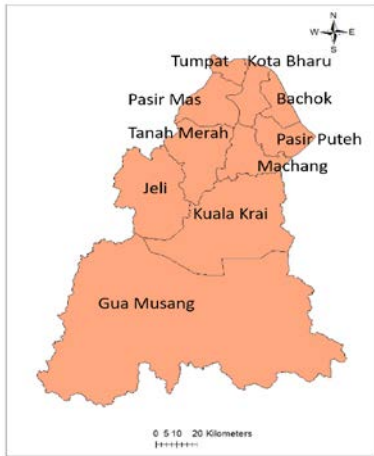 N
W E
S
Tumpat Kota Bharu
Pasir Mas Bachok
Tanah Merah Pasir Puteh
Machang
Jeli
Kuala Krai
Gua Musang
0 5 10 20 Kilometers